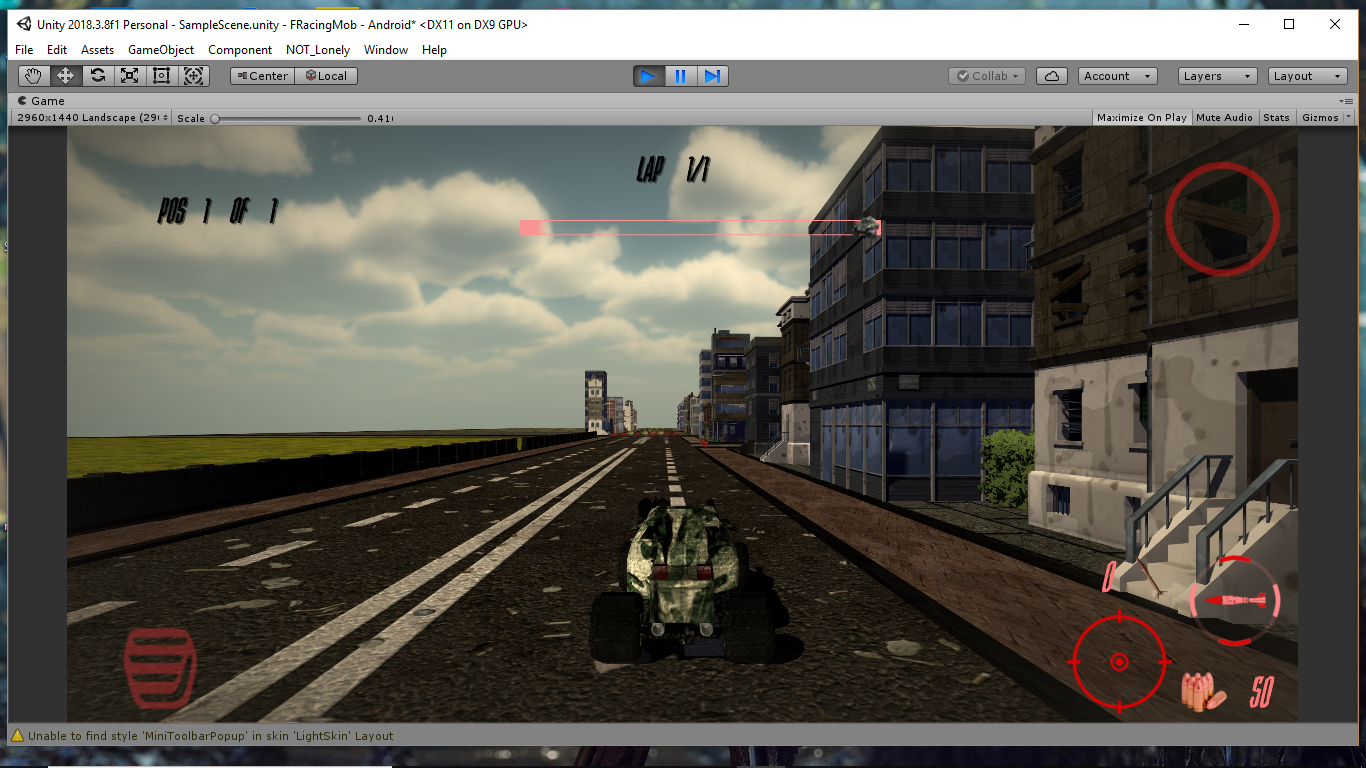 Unity 2018.3.8f1 Personal - SampleScene.unity - FRacingMob - Android* <DX11 on DX9 GPU>
File Edit Assets GameObject Component NOT_Lonely Window Help
Center Local Collab Account Layers Layout
Game
2960x1440 Landscape (29 Scale 0.41 Maximize On Play Mute Audio Stats Gizmos
LAP 1/1
POS 1 OF 1
0
50
Unable to find style 'MiniToolbarPopup' in skin 'LightSkin' Layout